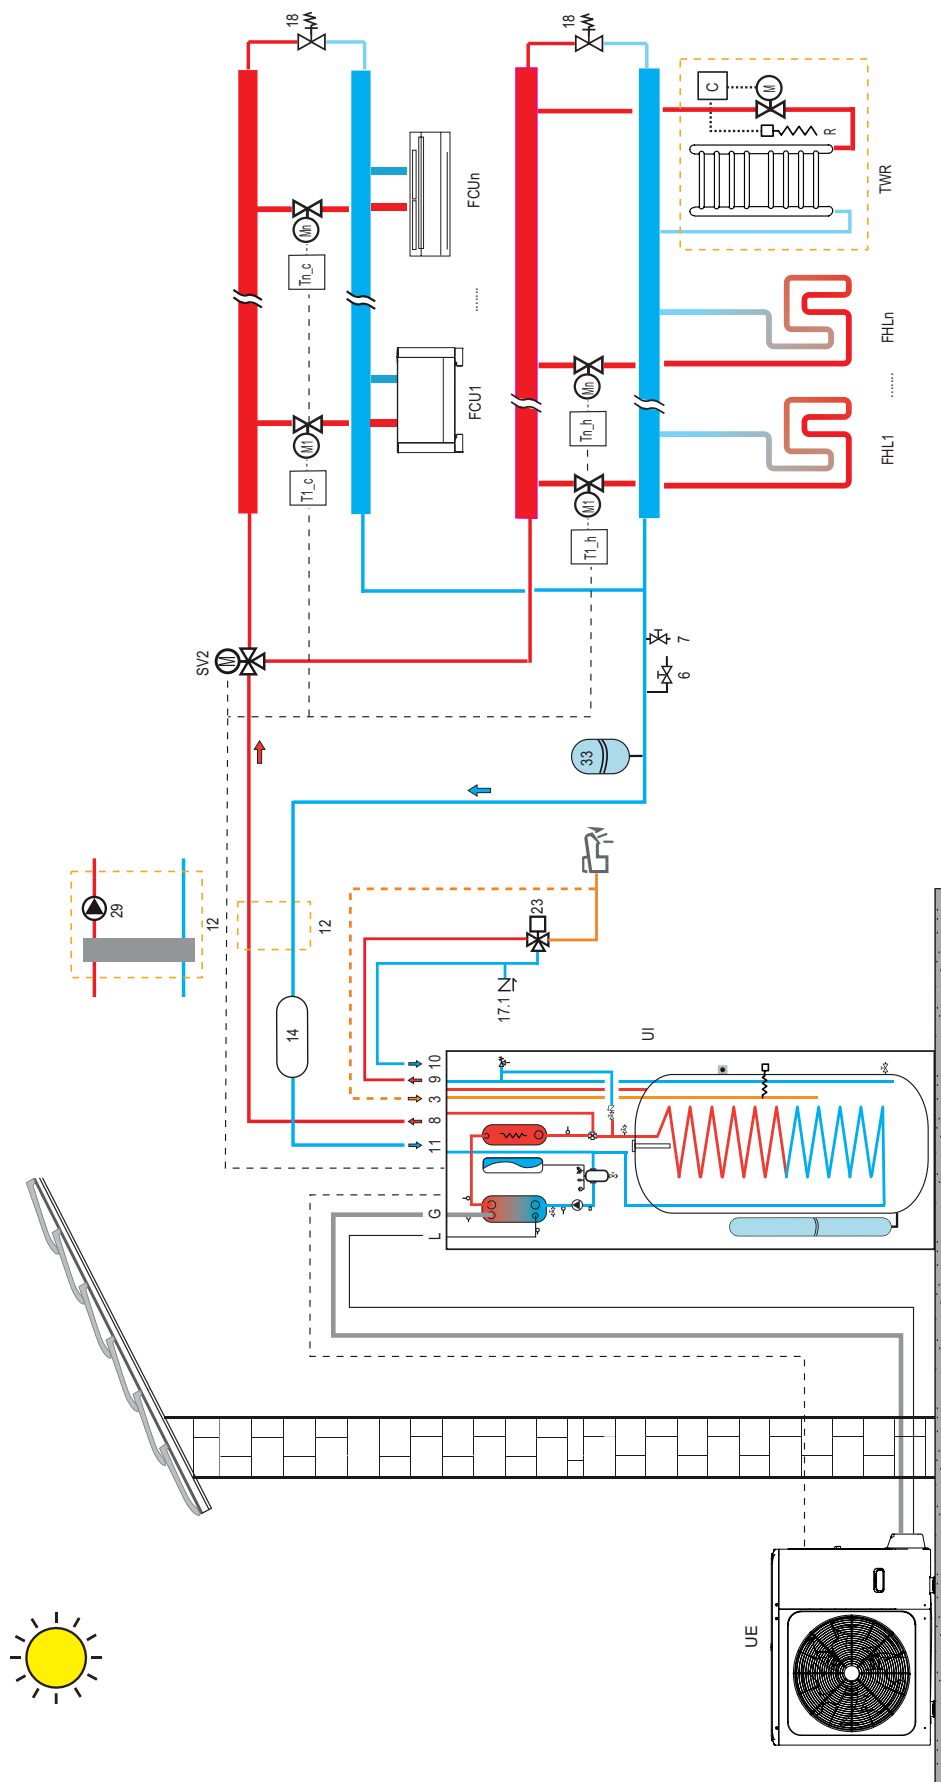 18
18
C
M
R
TWR
FCUn
Mn
Tn_c
FCU1
M1
T1_c
FHLn
........
........
Mn
Tn_h
FHL1
M1
T1_h
SV2
M
7
6
33
29
12
12
23
17.1
14
UI
10
9
3
8
11
G
L
UE